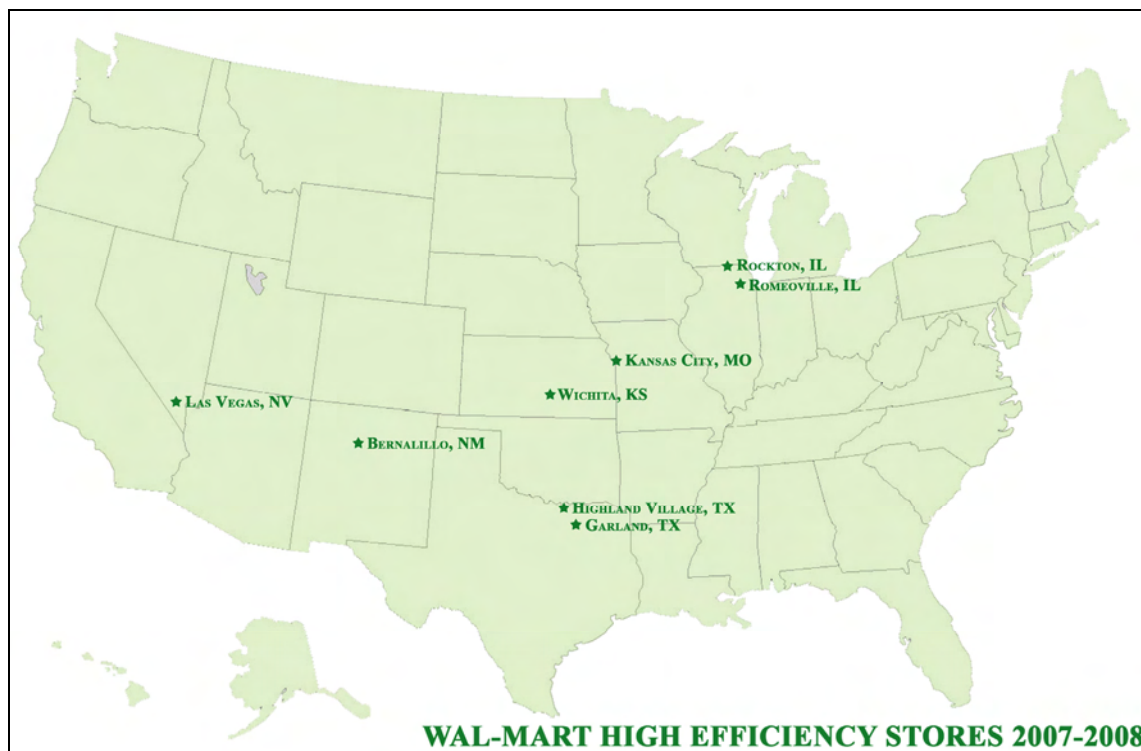 Rockton, IL
Romeoville, IL
Kansas City, MO
Wichita, KS
Las Vegas, NV
Bernalillo, NM
Highland Village, TX
Garland, TX
WAL-MART HIGH EFFICIENCY STORES 2007-2008